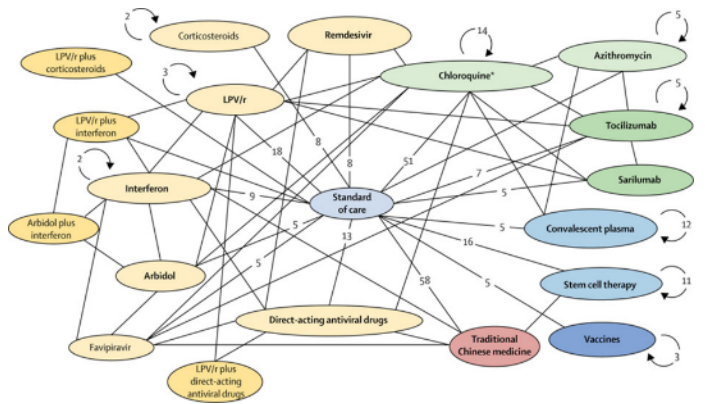 2
Corticosteroids
Remdesivir
14
5
LPV/r plus
corticosteroids
Azithromycin
3
Chloroquine*
LPV/r
5
Tocilizumab
LPV/r plus
interferon
18
8
8
51
7
2
Sarilumab
Interferon
9
Standard
of care
5
Arbidol plus
interferon
5
13
5
Convalescent plasma
12
16
Arbidol
5
58
5
Stem cell therapy
11
Direct-acting antiviral drugs
Favipiravir
Traditional
Chinese medicine
Vaccines
3
LPV/r plus
direct-acting
antiviral drugs